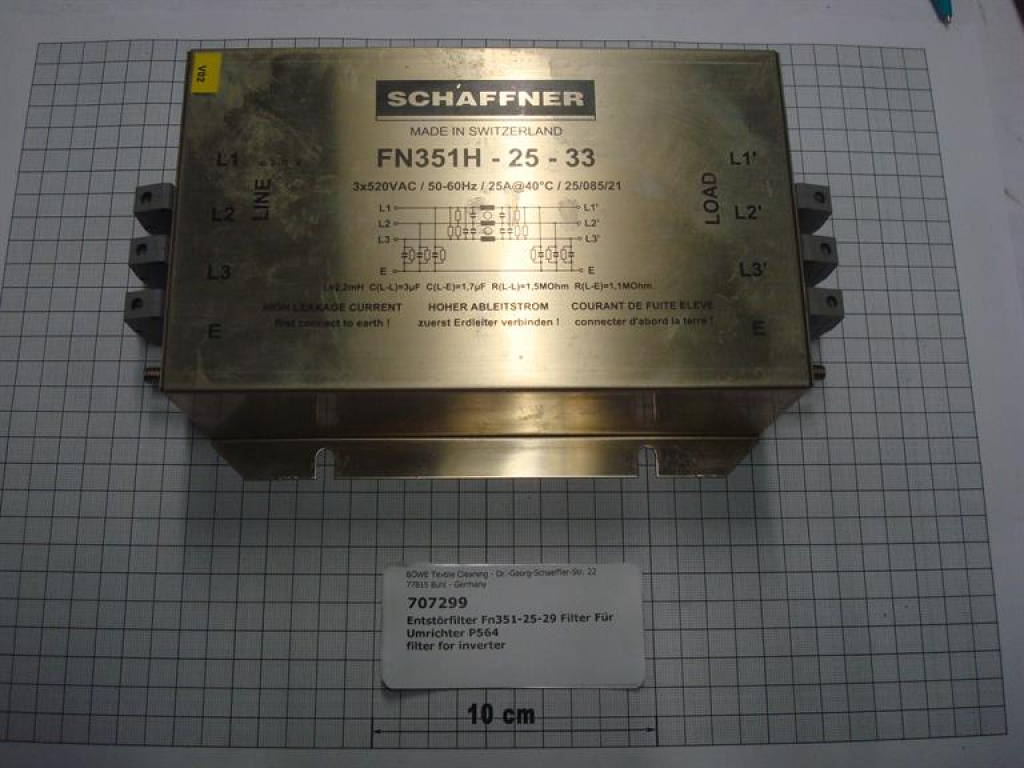 V02
SCHAFFNER
MADE IN SWITZERLAND
FN351H - 25 - 33
3x520VAC / 50-60Hz / 25A@40°C / 25/085/21
L1 LINE L2 L3 E
L1' LOAD L2' L3' E
L1 L1'
L2 L2'
L3 L3'
E E
L=2,2mH C(L-L)=3µF C(L-E)=1,7µF R(L-L)=1,5MOhm R(L-E)=1,1MOhm
HIGH LEAKAGE CURRENT HOHER ABLEITSTROM COURANT DE FUITE ELEVE
first connect to earth ! zuerst Erdleiter verbinden ! connecter d'abord la terre !
BÖWE Textile Cleaning - Dr.-Georg-Schaeffler-Str. 22
77815 Bühl - Germany
707299
Entstörfilter Fn351-25-29 Filter Für
Umrichter P564
filter for inverter
10 cm